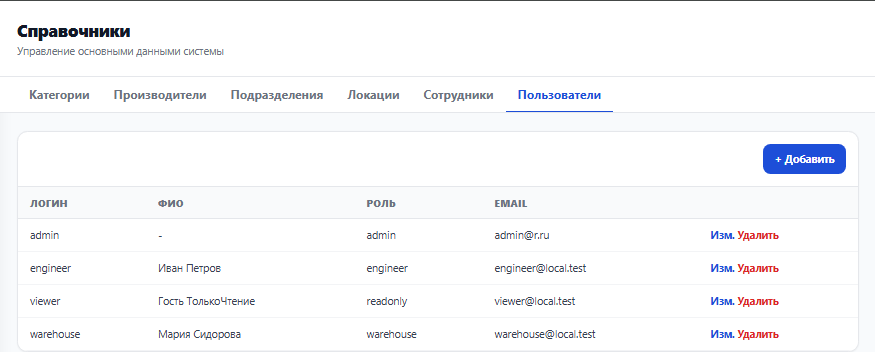 Справочники
Управление основными данными системы
Категории Производители Подразделения Локации Сотрудники Пользователи
+ Добавить
ЛОГИН ФИО РОЛЬ EMAIL
admin - admin admin@r.ru Изм. Удалить
engineer Иван Петров engineer engineer@local.test Изм. Удалить
viewer Гость ТолькоЧтение readonly viewer@local.test Изм. Удалить
warehouse Мария Сидорова warehouse warehouse@local.test Изм. Удалить